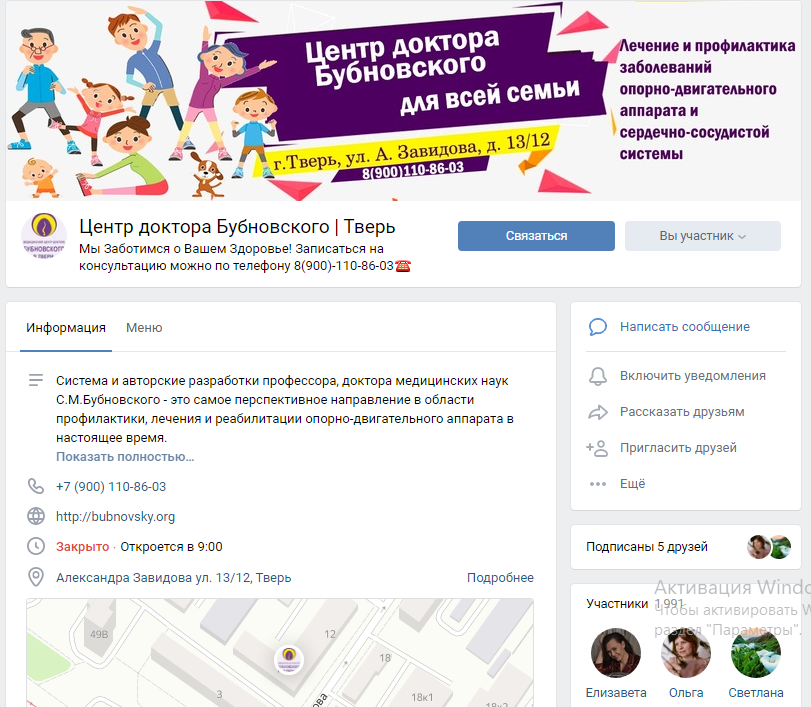 Центр доктора
Бубновского
для всей семьи
г.Тверь, ул. А. Завидова, д. 13/12
8(900)110-86-03
Лечение и профилактика
заболеваний
опорно-двигательного
аппарата и
сердечно-сосудистой
системы
Центр доктора Бубновского | Тверь
Мы Заботимся о Вашем Здоровье! Записаться на
консультацию можно по телефону 8(900)-110-86-03☎️
Связаться
Вы участник
Информация
Меню
Система и авторские разработки профессора, доктора медицинских наук
С.М.Бубновского - это самое перспективное направление в области
профилактики, лечения и реабилитации опорно-двигательного аппарата в
настоящее время.
Показать полностью…
+7 (900) 110-86-03
http://bubnovsky.org
Закрыто · Откроется в 9:00
Александра Завидова ул. 13/12, Тверь
Подробнее
49В
12
18
3
18к1
18к2
ова
Написать сообщение
Включить уведомления
Рассказать друзьям
Пригласить друзей
Ещё
Подписаны 5 друзей
Участники 1,991
Активация Windo
Чтобы активировать W
раздел "Параметры".
Елизавета
Ольга
Светлана